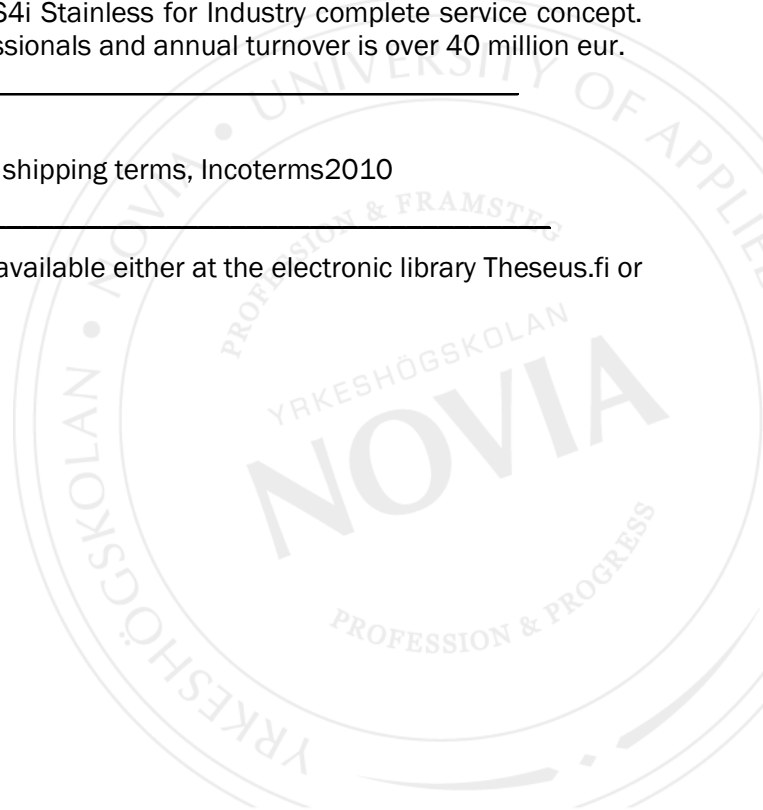 S4i Stainless for Industry complete service concept.
ssionals and annual turnover is over 40 million eur.
shipping terms, Incoterms2010
available either at the electronic library Theseus.fi or
YRKESHÖGSKOLAN • NOVIA • UNIVERSITY OF APPLIE
PROFESSION & FRAMSTEG
YRKESHÖGSKOLAN
NOVIA
PROFESSION & PROGRESS